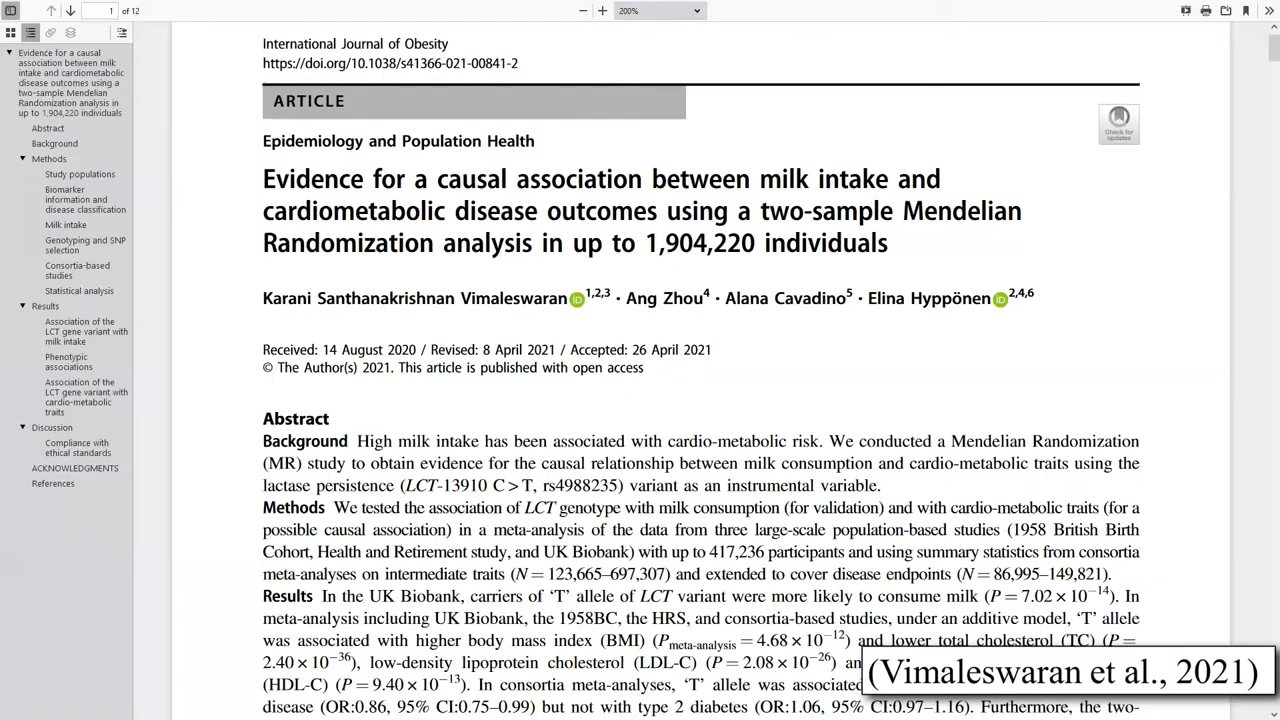 1 of 12
200%
Evidence for a causal
association between milk
intake and cardiometabolic
disease outcomes using a
two-sample Mendelian
Randomization analysis in
up to 1,904,220 individuals
Abstract
Background
Methods
Study populations
Biomarker
information and
disease classification
Milk intake
Genotyping and SNP
selection
Consortia-based
studies
Statistical analysis
Results
Association of the
LCT gene variant with
milk intake
Phenotypic
associations
Association of the
LCT gene variant with
cardio-metabolic
traits
Discussion
Compliance with
ethical standards
ACKNOWLEDGMENTS
References
International Journal of Obesity
https://doi.org/10.1038/s41366-021-00841-2
ARTICLE
Check for
updates
Epidemiology and Population Health
Evidence for a causal association between milk intake and
cardiometabolic disease outcomes using a two-sample Mendelian
Randomization analysis in up to 1,904,220 individuals
Karani Santhanakrishnan Vimaleswaran iD 1,2,3 · Ang Zhou4 · Alana Cavadino5 · Elina Hyppönen iD 2,4,6
Received: 14 August 2020 / Revised: 8 April 2021 / Accepted: 26 April 2021
© The Author(s) 2021. This article is published with open access
Abstract
Background High milk intake has been associated with cardio-metabolic risk. We conducted a Mendelian Randomization
(MR) study to obtain evidence for the causal relationship between milk consumption and cardio-metabolic traits using the
lactase persistence (LCT-13910 C > T, rs4988235) variant as an instrumental variable.
Methods We tested the association of LCT genotype with milk consumption (for validation) and with cardio-metabolic traits (for a
possible causal association) in a meta-analysis of the data from three large-scale population-based studies (1958 British Birth
Cohort, Health and Retirement study, and UK Biobank) with up to 417,236 participants and using summary statistics from consortia
meta-analyses on intermediate traits (N = 123,665–697,307) and extended to cover disease endpoints (N = 86,995–149,821).
Results In the UK Biobank, carriers of ‘T’ allele of LCT variant were more likely to consume milk (P = 7.02 × 10−14). In
meta-analysis including UK Biobank, the 1958BC, the HRS, and consortia-based studies, under an additive model, ‘T’ allele
was associated with higher body mass index (BMI) (Pmeta-analysis = 4.68 × 10−12) and lower total cholesterol (TC) (P =
2.40 × 10−36), low-density lipoprotein cholesterol (LDL-C) (P = 2.08 × 10−26) an
(HDL-C) (P = 9.40 × 10−13). In consortia meta-analyses, ‘T’ allele was associated
disease (OR:0.86, 95% CI:0.75–0.99) but not with type 2 diabetes (OR:1.06, 95% CI:0.97–1.16). Furthermore, the two-
(Vimaleswaran et al., 2021)